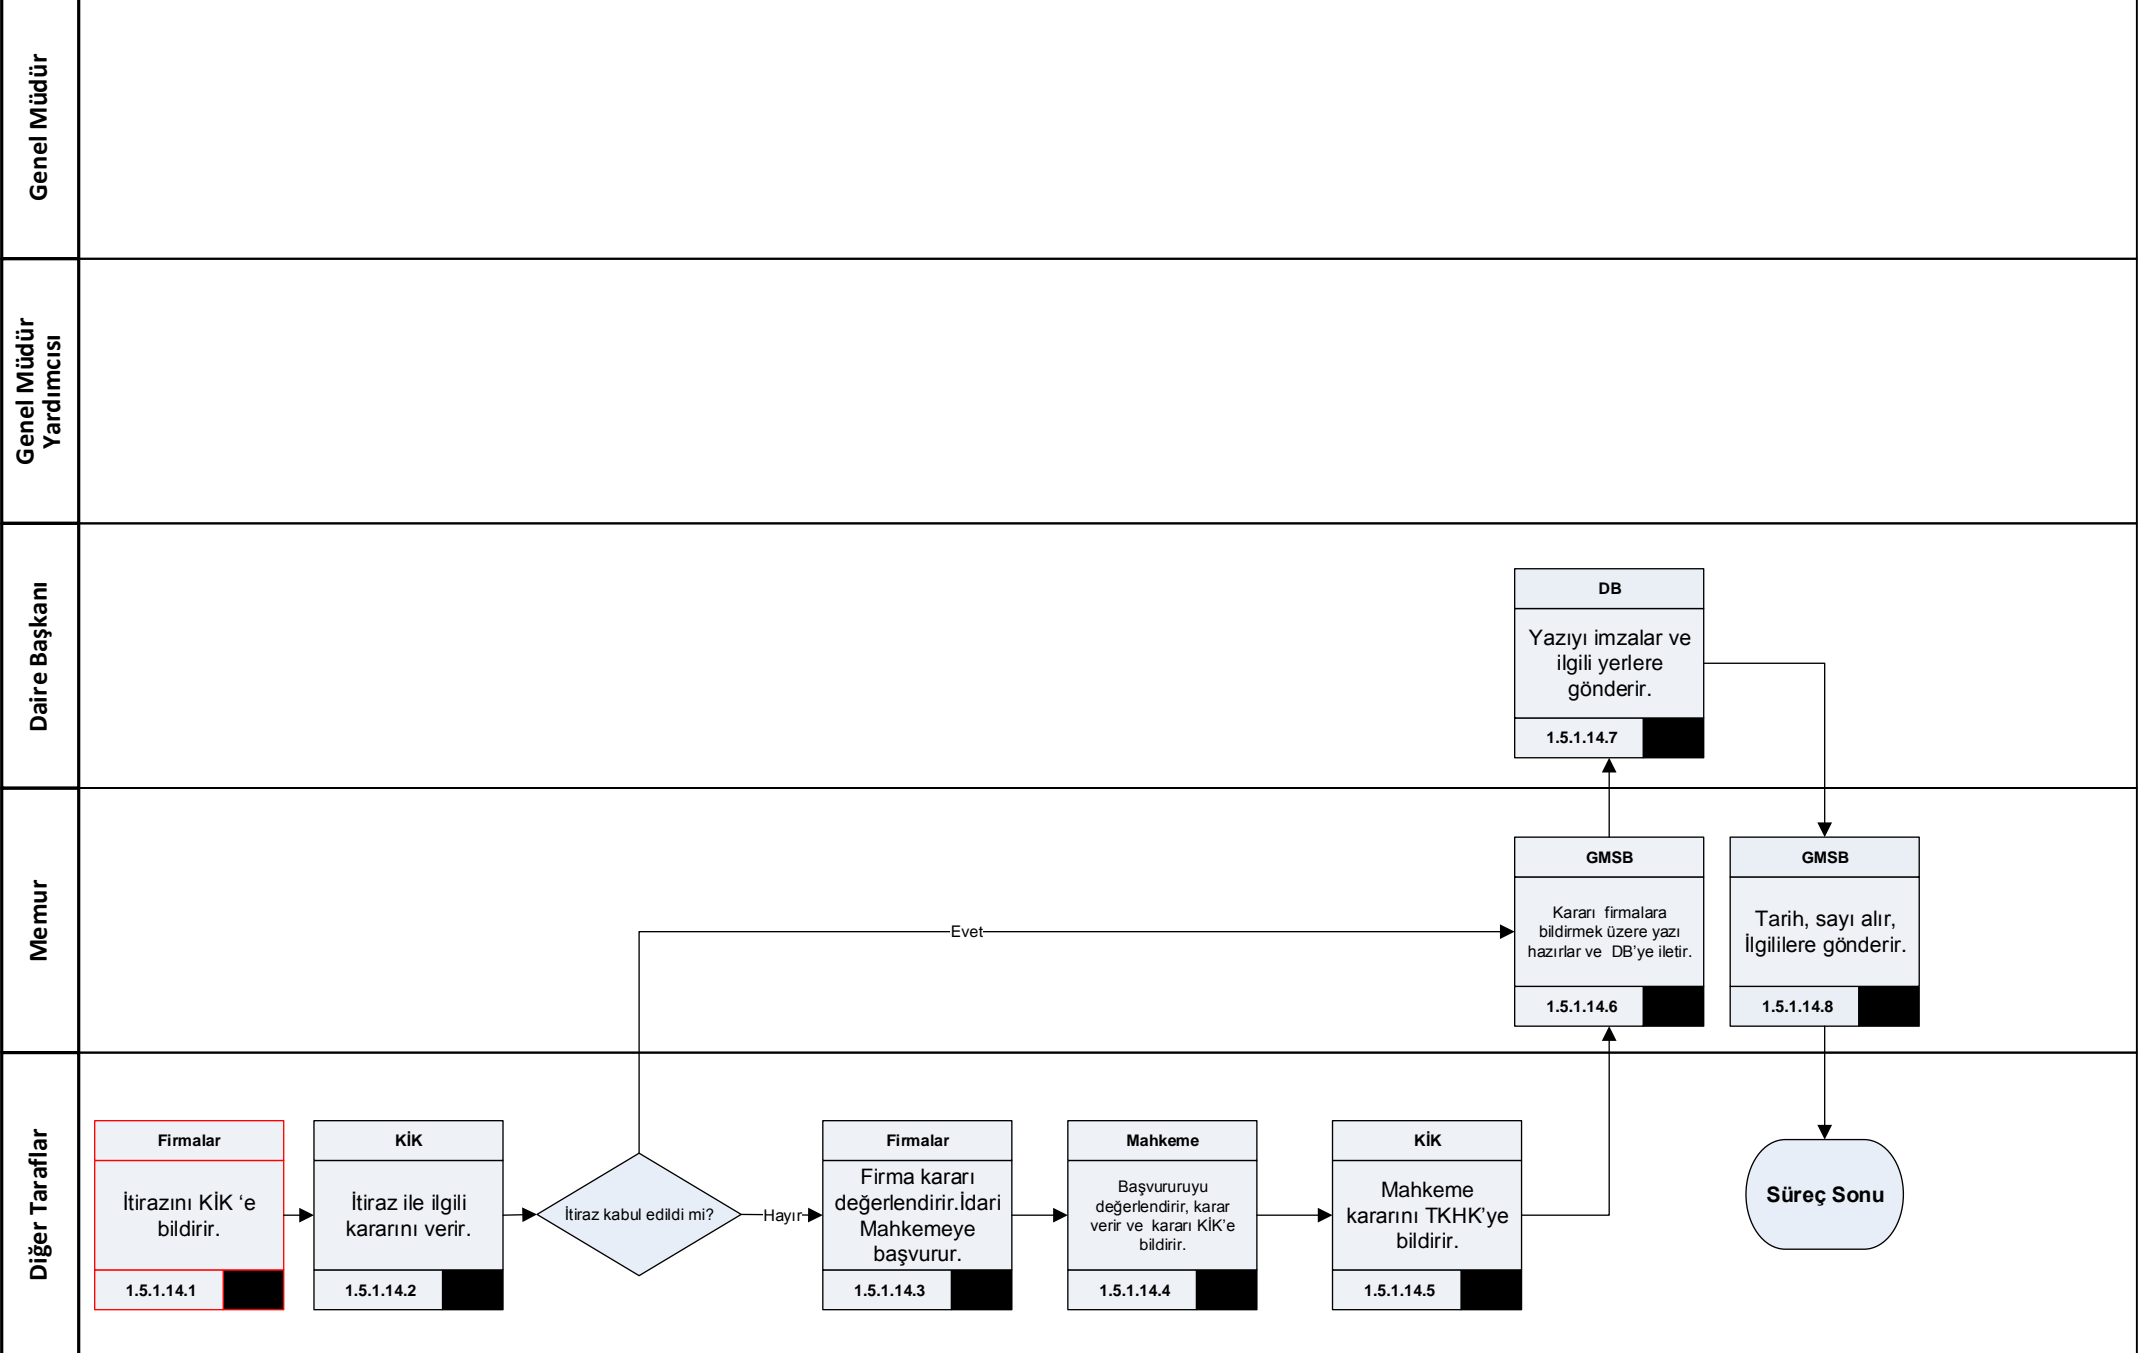 Genel Müdür
Genel Müdür
Yardımcısı
Daire Başkanı
DB
Yazıyı imzalar ve
ilgili yerlere
gönderir.
1.5.1.14.7
Memur
Evet
GMSB
Kararı firmalara
bildirmek üzere yazı
hazırlar ve DB’ye iletir.
1.5.1.14.6
GMSB
Tarih, sayı alır,
İlgililere gönderir.
1.5.1.14.8
Diğer Taraflar
Firmalar
İtirazını KİK ‘e
bildirir.
1.5.1.14.1
KİK
İtiraz ile ilgili
kararını verir.
1.5.1.14.2
İtiraz kabul edildi mi?
Hayır
Firmalar
Firma kararı
değerlendirir.İdari
Mahkemeye
başvurur.
1.5.1.14.3
Mahkeme
Başvururuyu
değerlendirir, karar
verir ve kararı KİK’e
bildirir.
1.5.1.14.4
KİK
Mahkeme
kararını TKHK’ye
bildirir.
1.5.1.14.5
Süreç Sonu